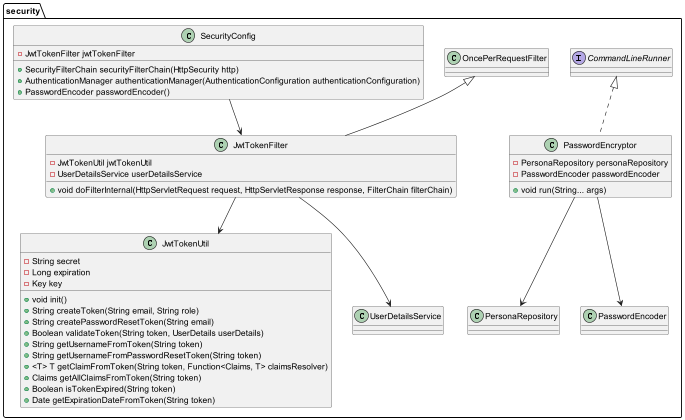 security
C SecurityConfig
JwtTokenFilter jwtTokenFilter
SecurityFilterChain securityFilterChain(HttpSecurity http)
AuthenticationManager authenticationManager(AuthenticationConfiguration authenticationConfiguration)
PasswordEncoder passwordEncoder()
C OncePerRequestFilter
I CommandLineRunner
C JwtTokenFilter
JwtTokenUtil jwtTokenUtil
UserDetailsService userDetailsService
void doFilterInternal(HttpServletRequest request, HttpServletResponse response, FilterChain filterChain)
C PasswordEncryptor
PersonaRepository personaRepository
PasswordEncoder passwordEncoder
void run(String... args)
C JwtTokenUtil
String secret
Long expiration
Key key
void init()
String createToken(String email, String role)
String createPasswordResetToken(String email)
Boolean validateToken(String token, UserDetails userDetails)
String getUsernameFromToken(String token)
String getUsernameFromPasswordResetToken(String token)
<T> T getClaimFromToken(String token, Function<Claims, T> claimsResolver)
Claims getAllClaimsFromToken(String token)
Boolean isTokenExpired(String token)
Date getExpirationDateFromToken(String token)
C UserDetailsService
C PersonaRepository
C PasswordEncoder